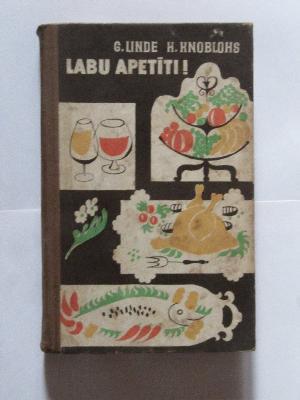 G. LINDE H. KNOBLOHS
LABU APETĪTI!